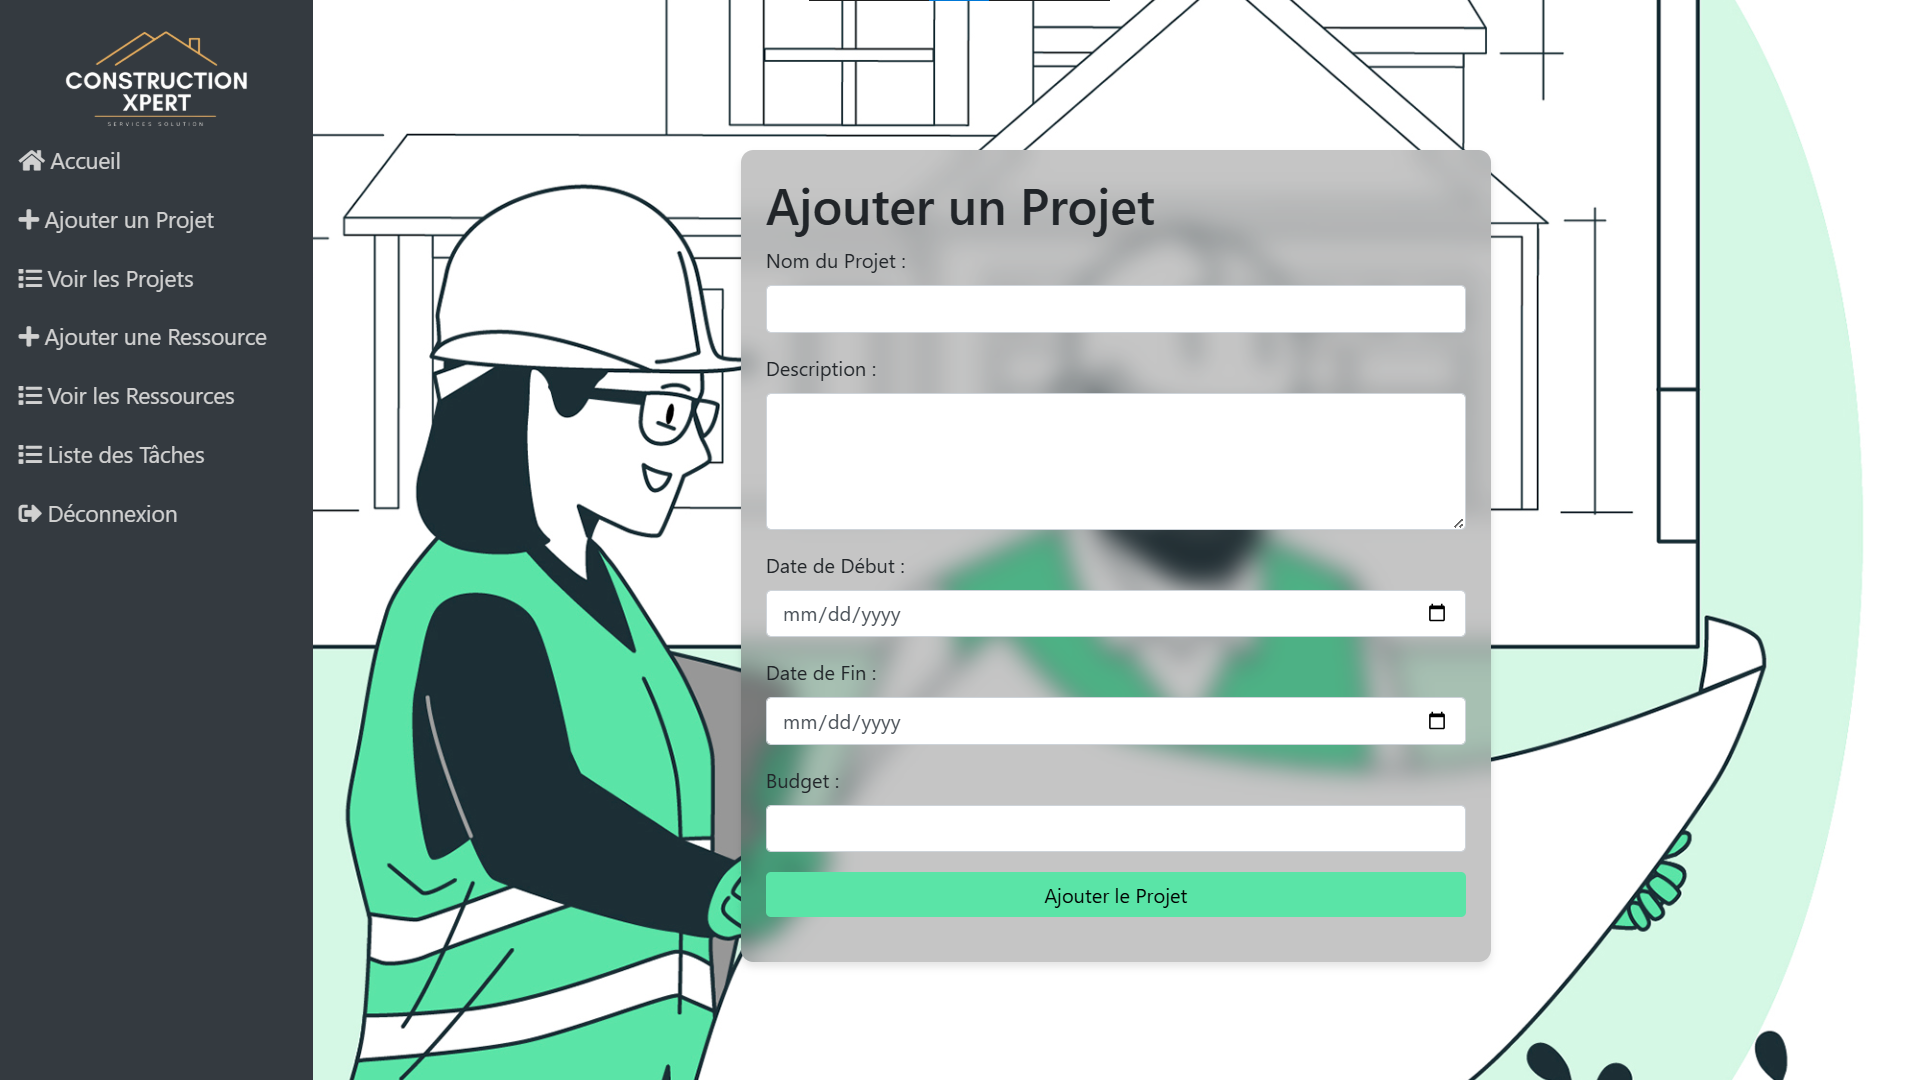 CONSTRUCTION
XPERT
SERVICES SOLUTION
Accueil
Ajouter un Projet
Voir les Projets
Ajouter une Ressource
Voir les Ressources
Liste des Tâches
Déconnexion
Ajouter un Projet
Nom du Projet :
Description :
Date de Début :
mm/dd/yyyy
Date de Fin :
mm/dd/yyyy
Budget :
Ajouter le Projet